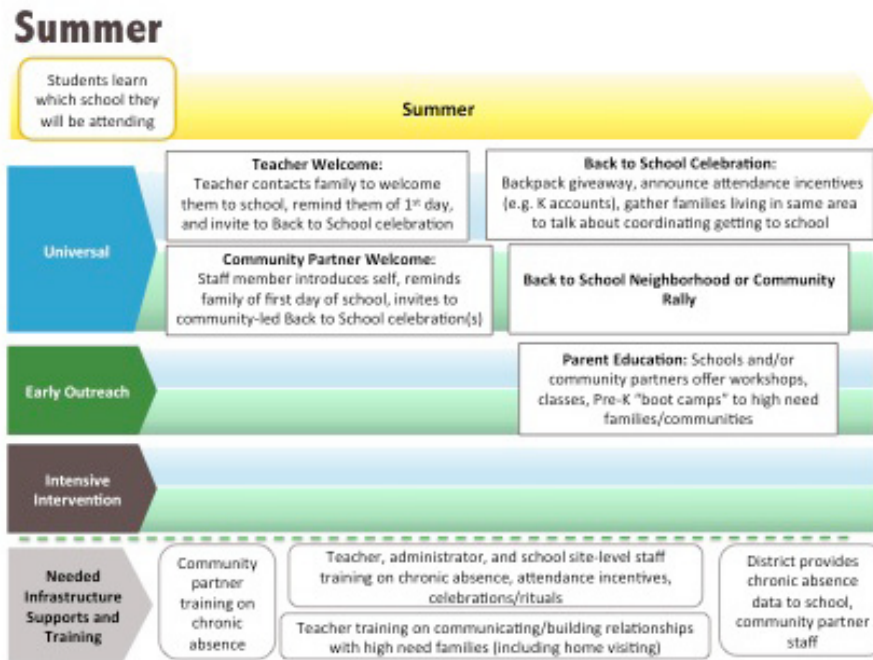 Summer
Students learn
which school they
will be attending
Summer
Universal
Teacher Welcome:
Teacher contacts family to welcome
them to school, remind them of 1st day,
and invite to Back to School celebration
Back to School Celebration:
Backpack giveaway, announce attendance incentives
(e.g. K accounts), gather families living in same area
to talk about coordinating getting to school
Community Partner Welcome:
Staff member introduces self, reminds
family of first day of school, invites to
community-led Back to School celebration(s)
Back to School Neighborhood or Community
Rally
Early Outreach
Parent Education: Schools and/or
community partners offer workshops,
classes, Pre-K "boot camps" to high need
families/communities
Intensive
Intervention
Needed
Infrastructure
Supports and
Training
Community
partner
training on
chronic
absence
Teacher, administrator, and school site-level staff
training on chronic absence, attendance incentives,
celebrations/rituals
Teacher training on communicating/building relationships
with high need families (including home visiting)
District provides
chronic absence
data to school,
community partner
staff